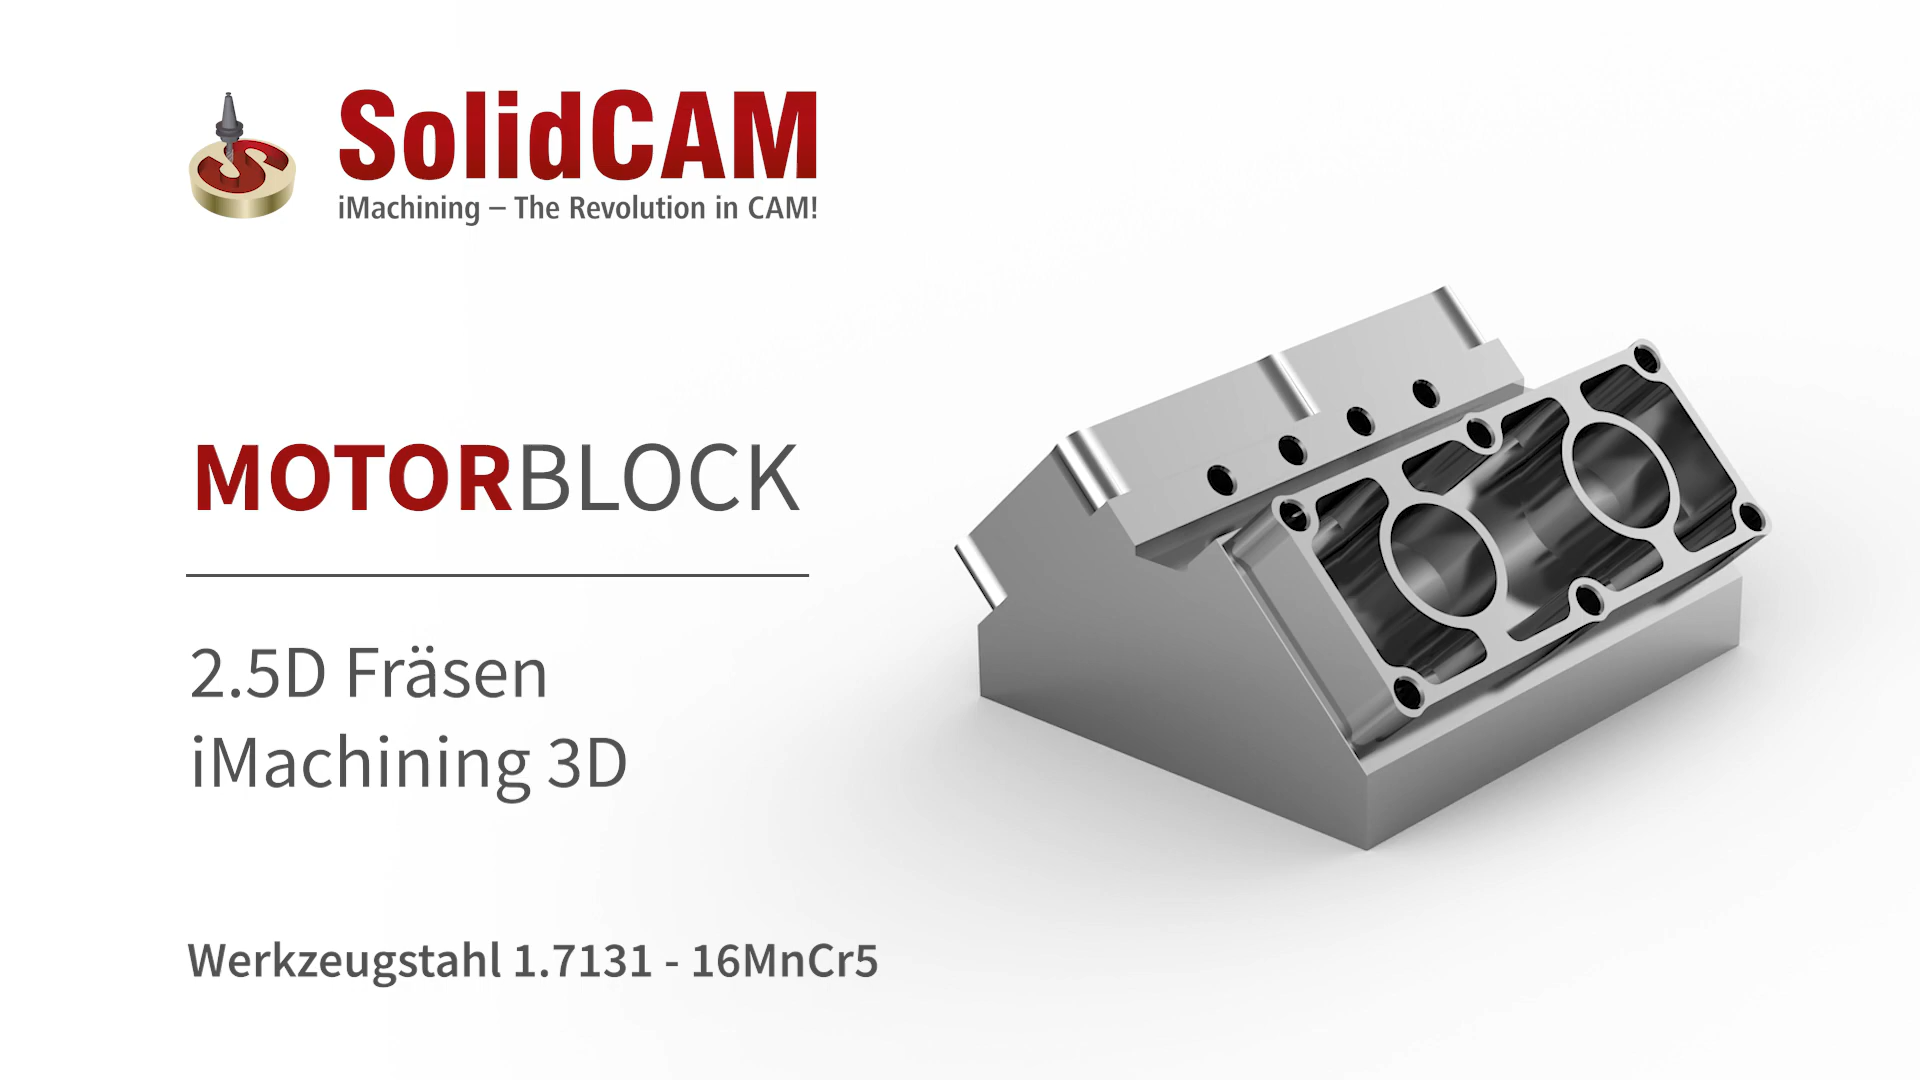 SolidCAM
iMachining – The Revolution in CAM!
MOTORBLOCK
2.5D Fräsen
iMachining 3D
Werkzeugstahl 1.7131 - 16MnCr5